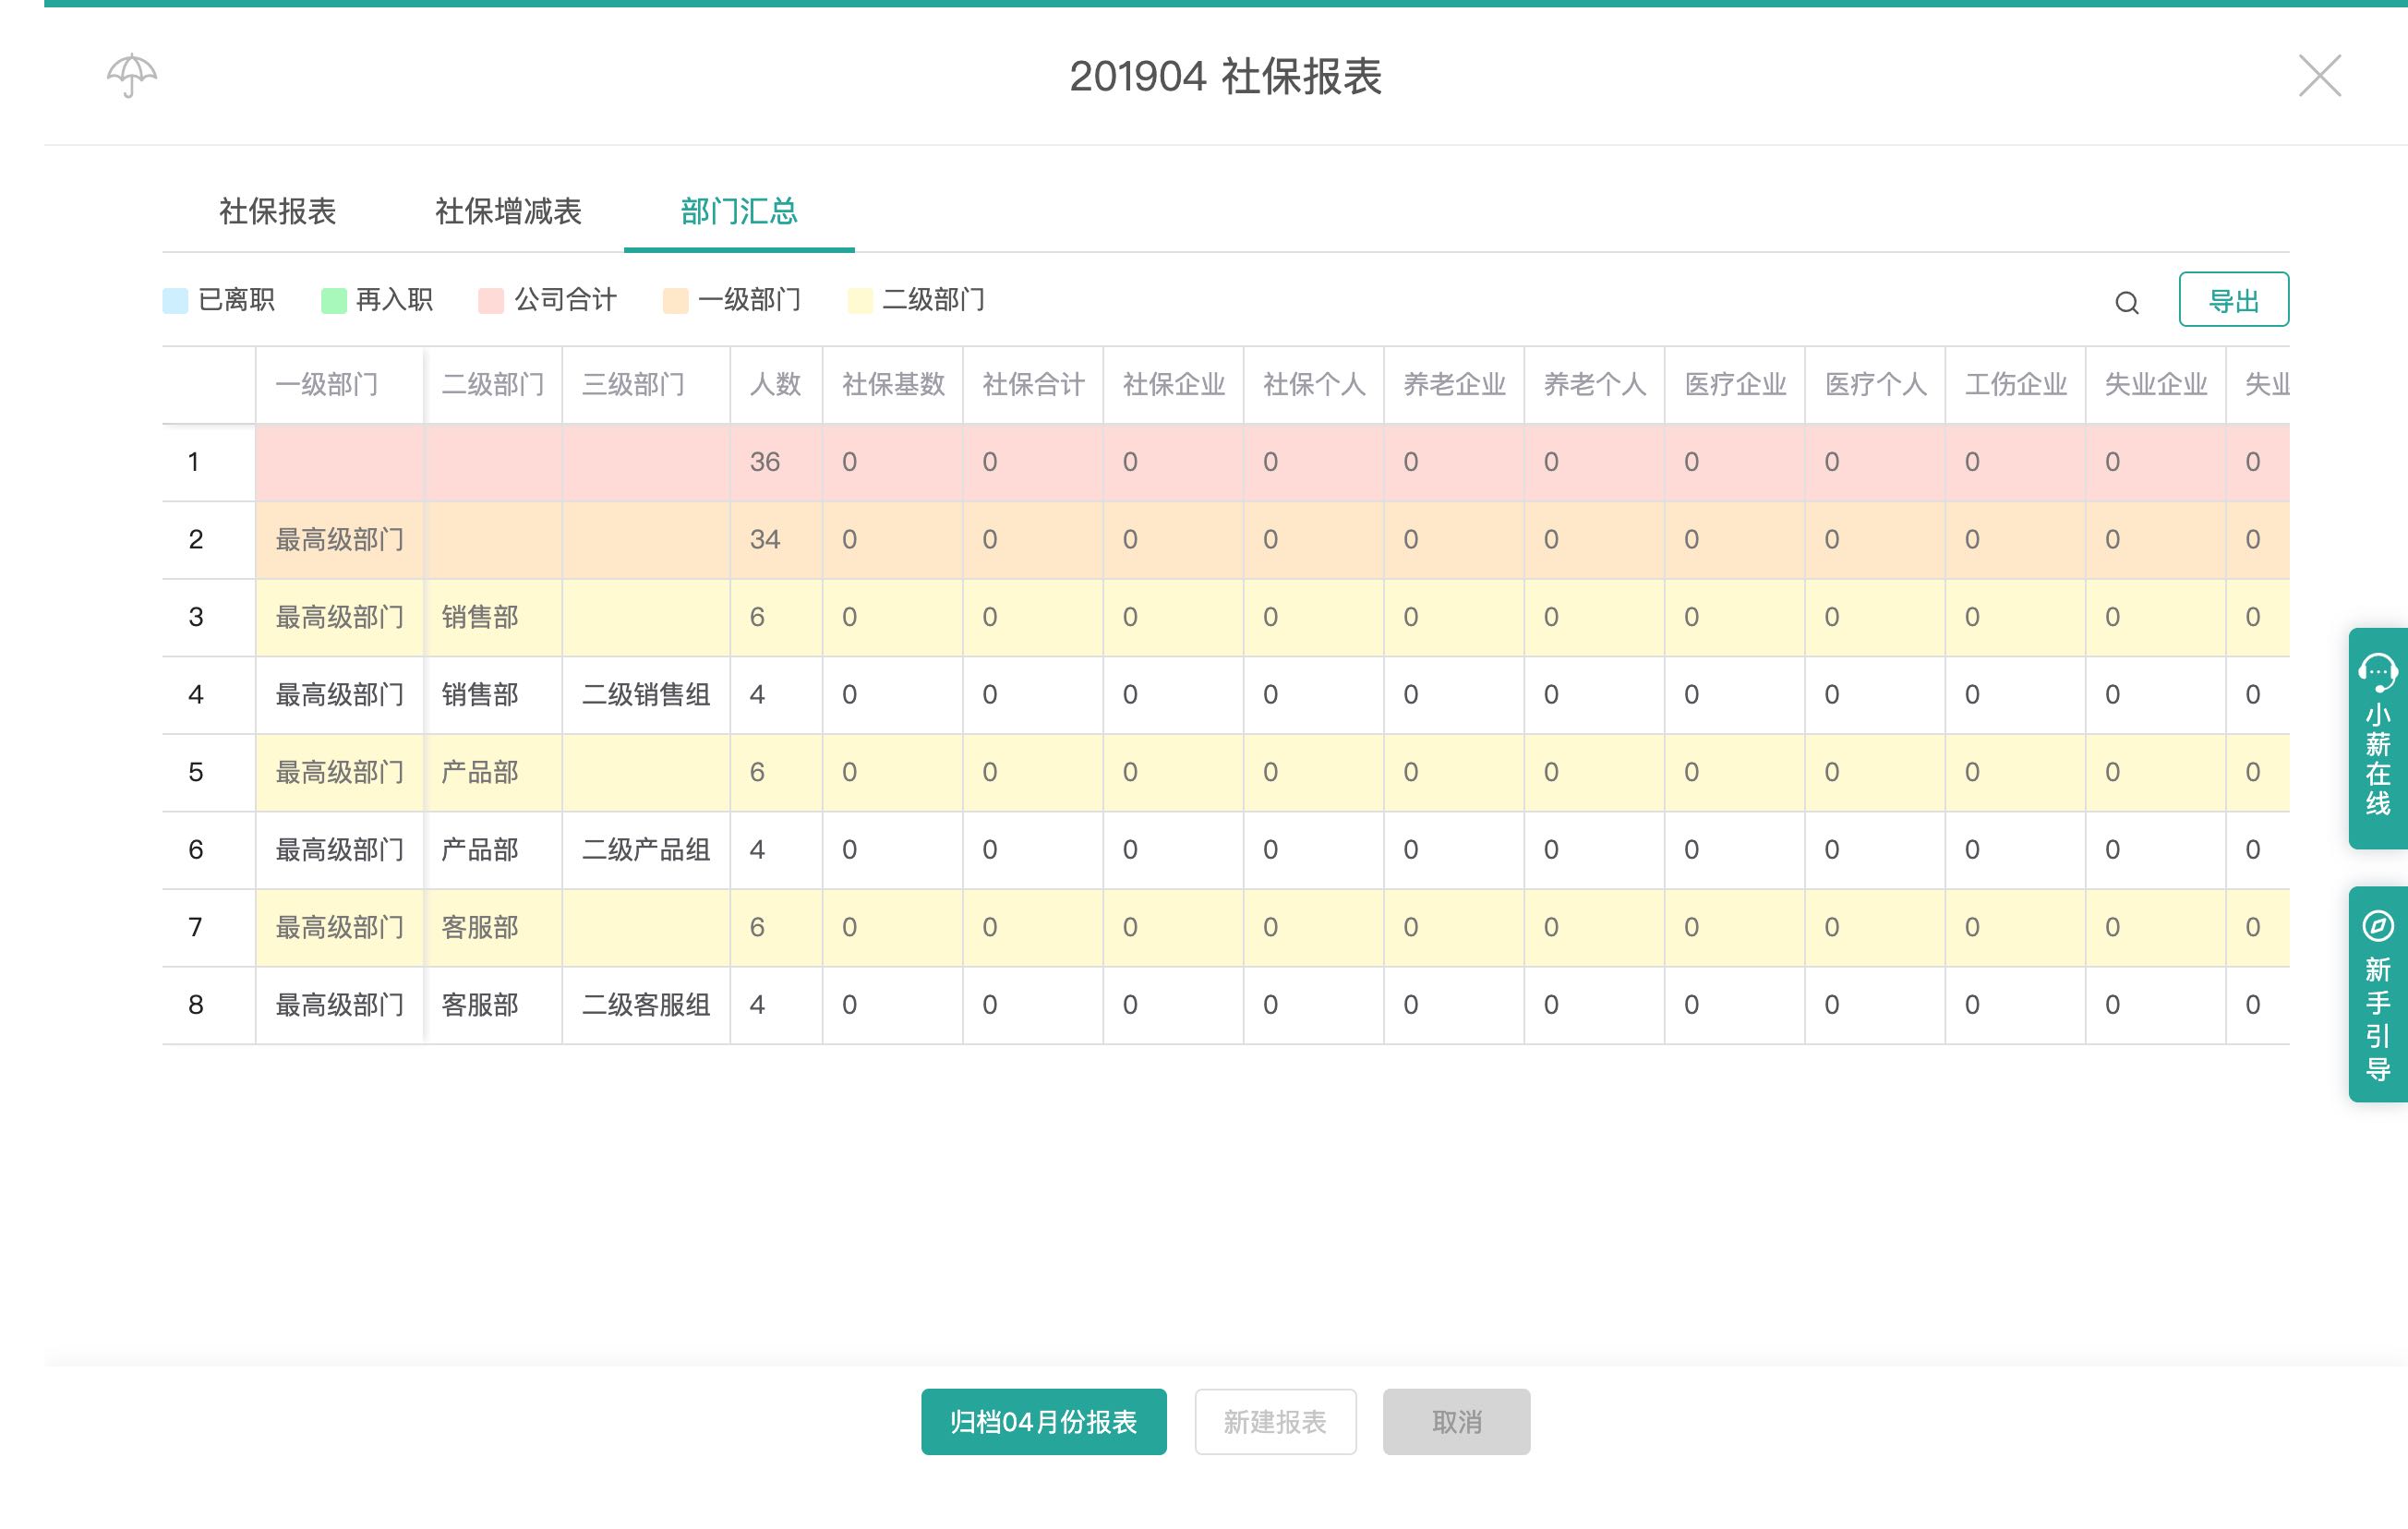 201904 社保报表
社保报表 社保增减表 部门汇总
已离职 再入职 公司合计 一级部门 二级部门 导出
一级部门 二级部门 三级部门 人数 社保基数 社保合计 社保企业 社保个人 养老企业 养老个人 医疗企业 医疗个人 工伤企业 失业企业 失业
1 36 0 0 0 0 0 0 0 0 0 0 0
2 最高级部门 34 0 0 0 0 0 0 0 0 0 0 0
3 最高级部门 销售部 6 0 0 0 0 0 0 0 0 0 0 0
4 最高级部门 销售部 二级销售组 4 0 0 0 0 0 0 0 0 0 0 0
5 最高级部门 产品部 6 0 0 0 0 0 0 0 0 0 0 0
6 最高级部门 产品部 二级产品组 4 0 0 0 0 0 0 0 0 0 0 0
7 最高级部门 客服部 6 0 0 0 0 0 0 0 0 0 0 0
8 最高级部门 客服部 二级客服组 4 0 0 0 0 0 0 0 0 0 0 0
小薪在线
新手引导
归档04月份报表 新建报表 取消